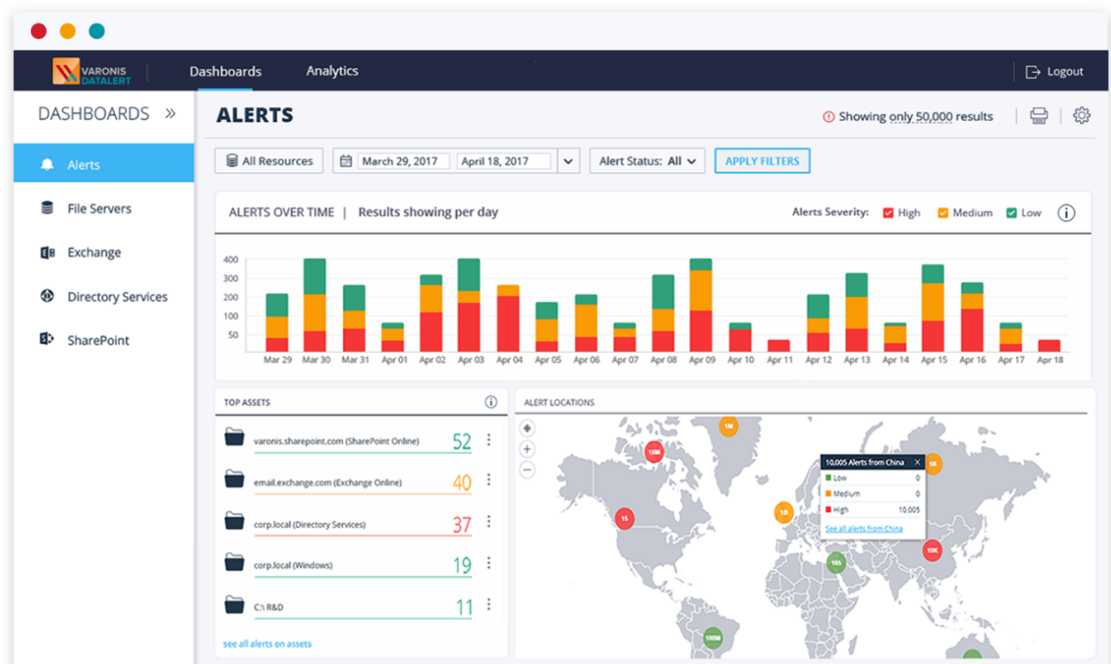 VARONIS
DATALERT
Dashboards
Analytics
Logout
DASHBOARDS »
ALERTS
Showing only 50,000 results
Alerts
File Servers
Exchange
Directory Services
SharePoint
All Resources
March 29, 2017
April 18, 2017
Alert Status: All
APPLY FILTERS
ALERTS OVER TIME | Results showing per day
Alerts Severity: High Medium Low
400
300
200
100
50
Mar 29 Mar 30 Mar 31 Apr 01 Apr 02 Apr 03 Apr 04 Apr 05 Apr 06 Apr 07 Apr 08 Apr 09 Apr 10 Apr 11 Apr 12 Apr 13 Apr 14 Apr 15 Apr 16 Apr 17 Apr 18
TOP ASSETS
varonis.sharepoint.com (SharePoint Online) 52
email.exchange.com (Exchange Online) 40
corp.local (Directory Services) 37
corp.local (Windows) 19
C:\ R&D 11
see all alerts on assets
ALERT LOCATIONS
1M
10M
10K
100M
10,005 Alerts from China ×
Low 0
Medium 0
High 10,005
See all alerts from China